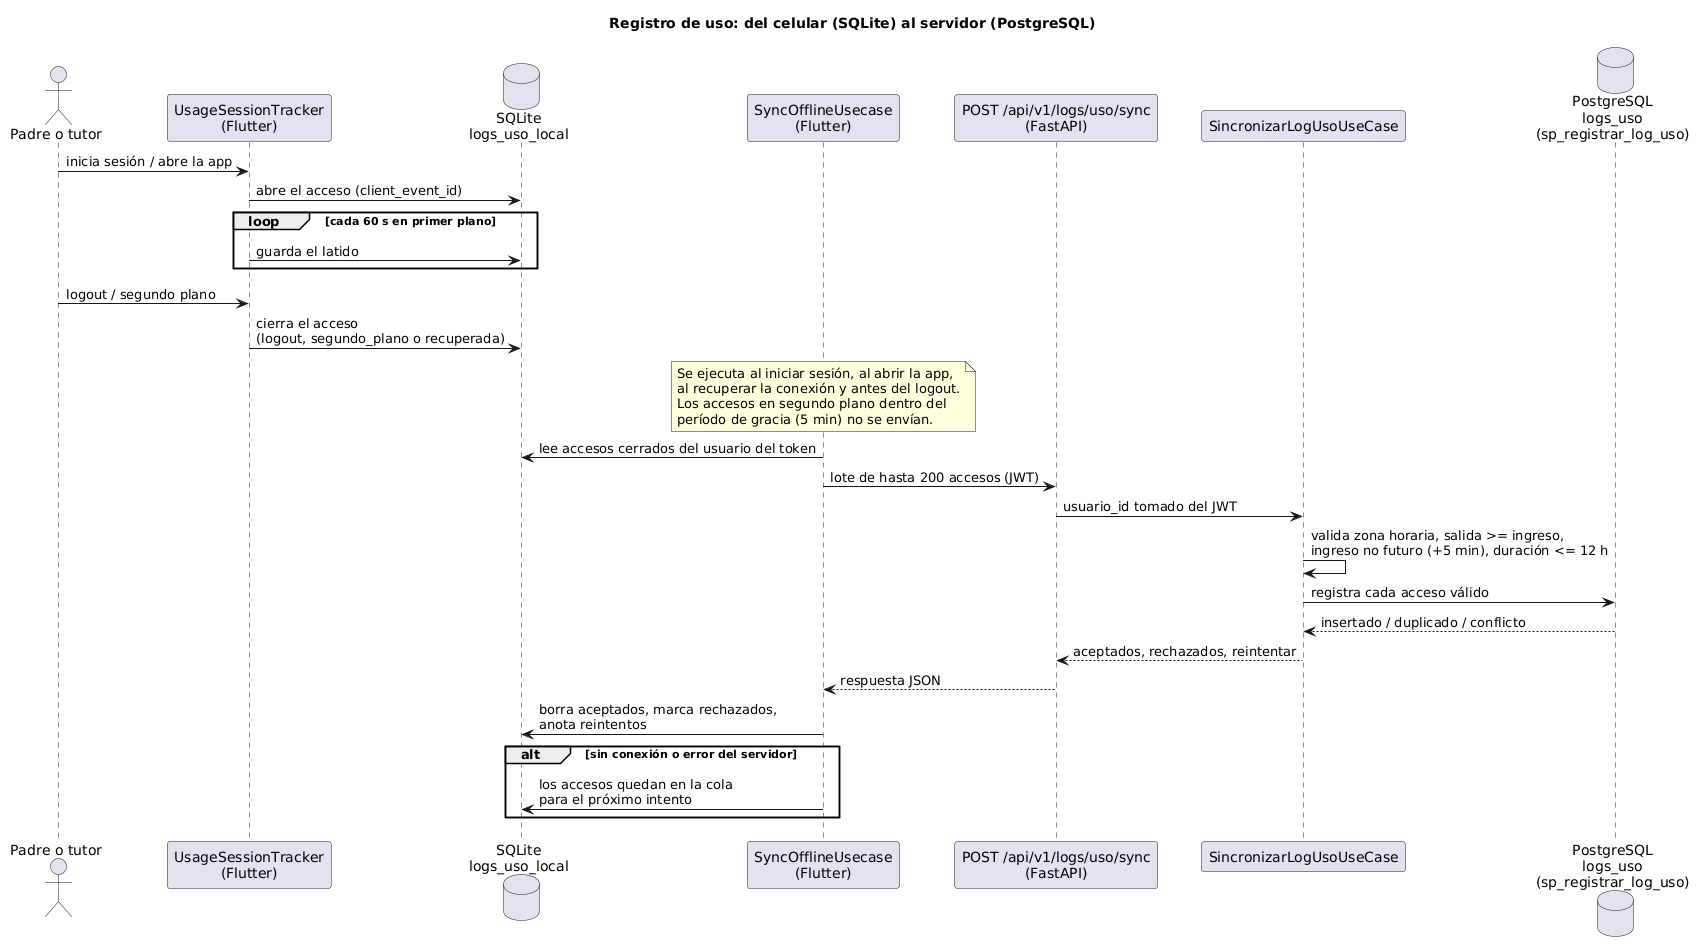 Registro de uso: del celular (SQLite) al servidor (PostgreSQL)
Padre o tutor
UsageSessionTracker
(Flutter)
SQLite
logs_uso_local
SyncOfflineUsecase
(Flutter)
POST /api/v1/logs/uso/sync
(FastAPI)
SincronizarLogUsoUseCase
PostgreSQL
logs_uso
(sp_registrar_log_uso)
inicia sesión / abre la app
abre el acceso (client_event_id)
loop [cada 60 s en primer plano]
guarda el latido
logout / segundo plano
cierra el acceso
(logout, segundo_plano o recuperada)
Se ejecuta al iniciar sesión, al abrir la app,
al recuperar la conexión y antes del logout.
Los accesos en segundo plano dentro del
período de gracia (5 min) no se envían.
lee accesos cerrados del usuario del token
lote de hasta 200 accesos (JWT)
usuario_id tomado del JWT
valida zona horaria, salida >= ingreso,
ingreso no futuro (+5 min), duración <= 12 h
registra cada acceso válido
insertado / duplicado / conflicto
aceptados, rechazados, reintentar
respuesta JSON
borra aceptados, marca rechazados,
anota reintentos
alt [sin conexión o error del servidor]
los accesos quedan en la cola
para el próximo intento
Padre o tutor
UsageSessionTracker
(Flutter)
SQLite
logs_uso_local
SyncOfflineUsecase
(Flutter)
POST /api/v1/logs/uso/sync
(FastAPI)
SincronizarLogUsoUseCase
PostgreSQL
logs_uso
(sp_registrar_log_uso)